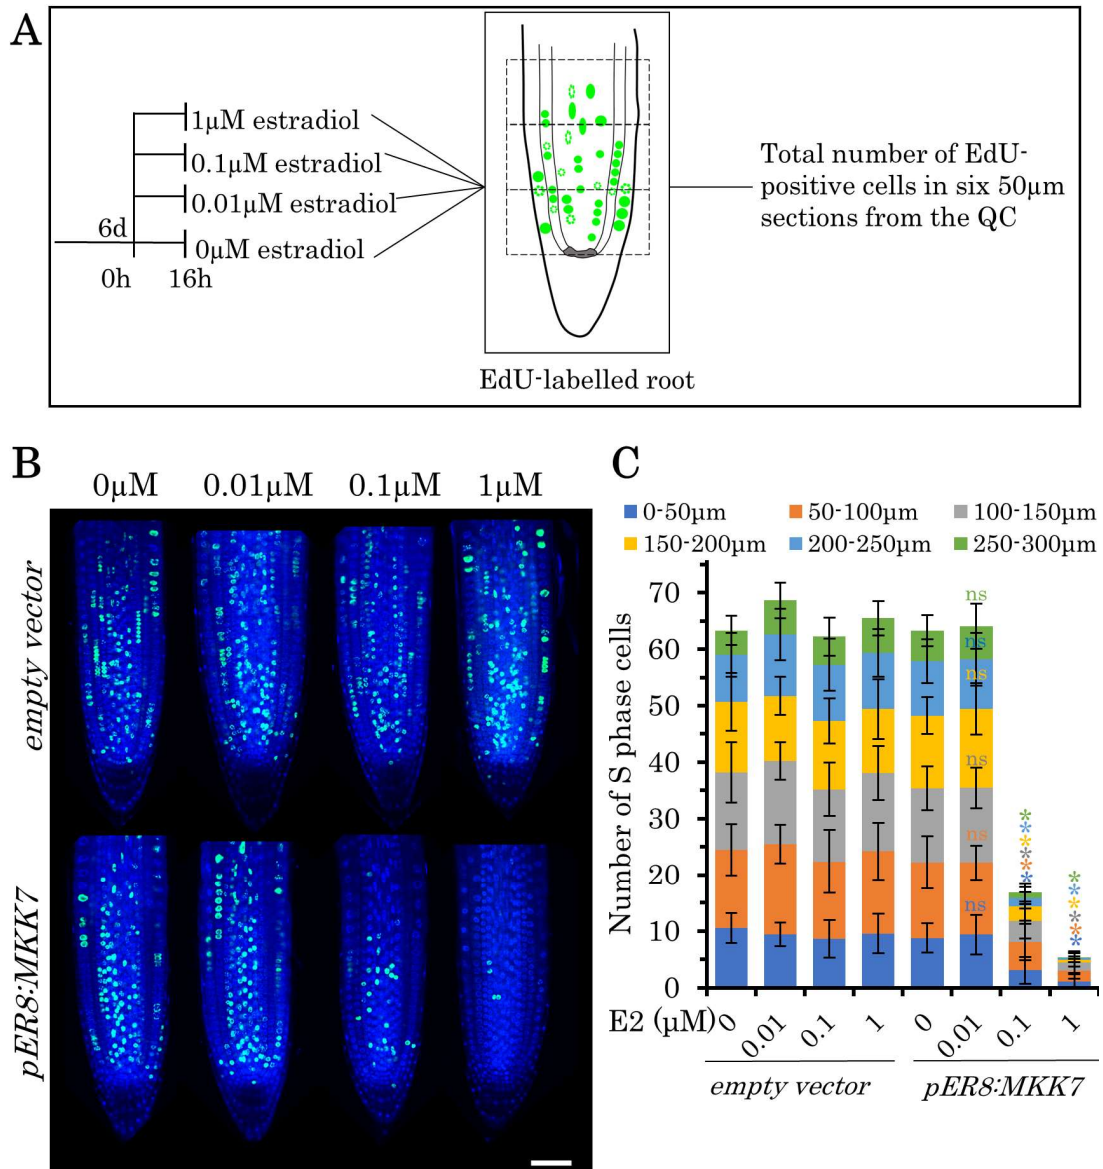 A
1µM estradiol
0.1µM estradiol
0.01µM estradiol
0µM estradiol
6d
0h 16h
EdU-labelled root
Total number of EdU-
positive cells in six 50µm
sections from the QC
B
0µM 0.01µM 0.1µM 1µM
empty vector
pER8:MKK7
C
0-50µm 50-100µm 100-150µm
150-200µm 200-250µm 250-300µm
Number of S phase cells
70
60
50
40
30
20
10
0
ns
ns
ns
ns
ns
ns
*
*
*
*
*
*
*
*
*
*
*
*
E2 (µM) 0 0.01 0.1 1 0 0.01 0.1 1
empty vector pER8:MKK7